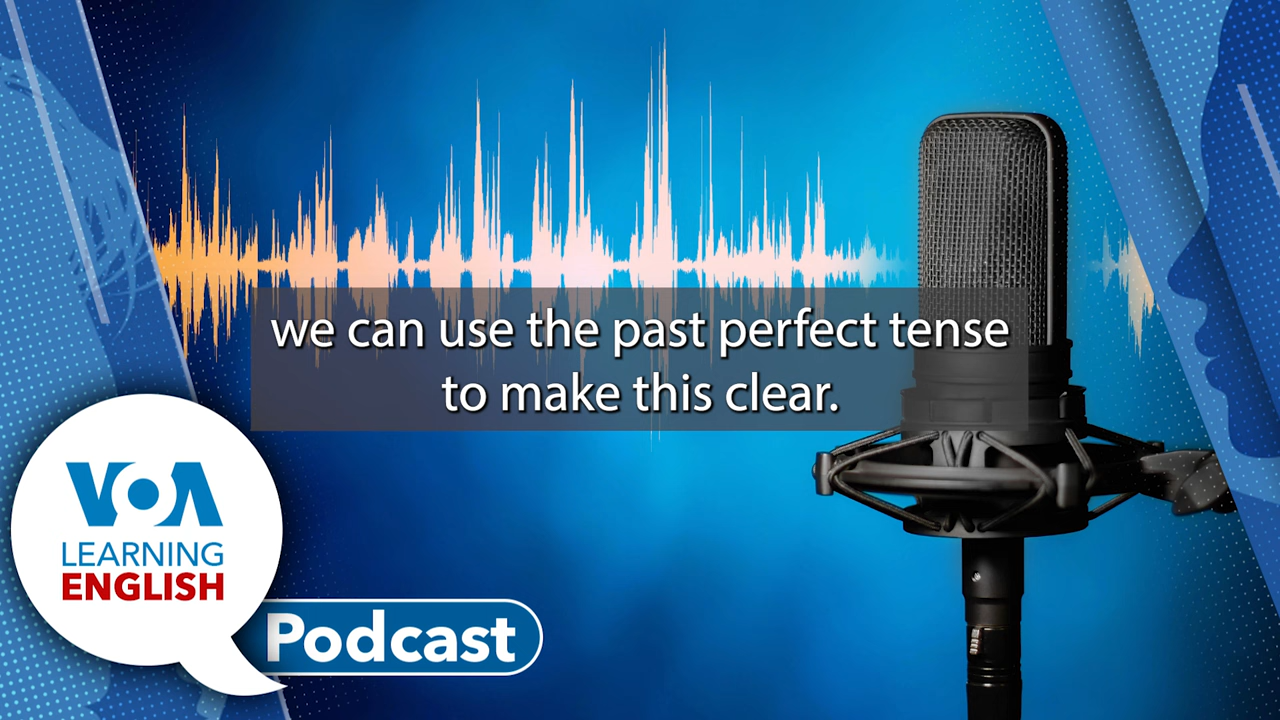 we can use the past perfect tense
to make this clear.
VOA
LEARNING
ENGLISH
Podcast